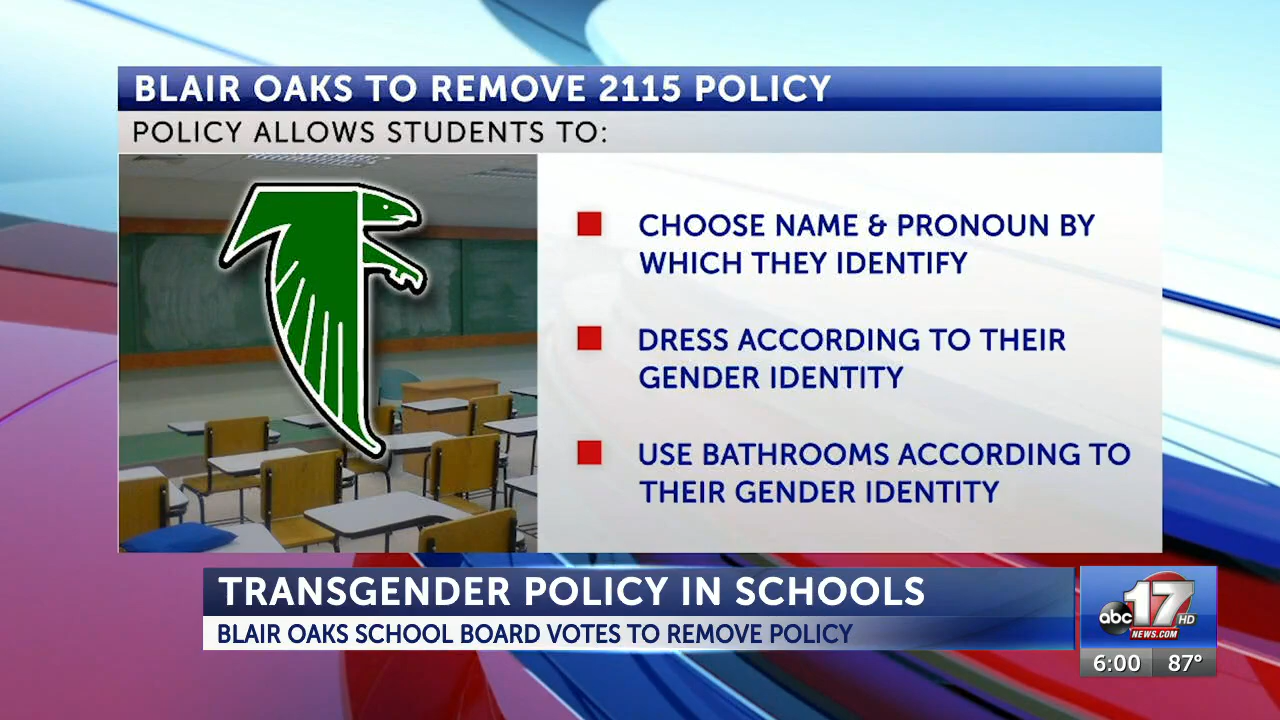 BLAIR OAKS TO REMOVE 2115 POLICY
POLICY ALLOWS STUDENTS TO:
CHOOSE NAME & PRONOUN BY
WHICH THEY IDENTIFY
DRESS ACCORDING TO THEIR
GENDER IDENTITY
USE BATHROOMS ACCORDING TO
THEIR GENDER IDENTITY
TRANSGENDER POLICY IN SCHOOLS
BLAIR OAKS SCHOOL BOARD VOTES TO REMOVE POLICY
abc 17 HD
NEWS.COM
6:00 87°